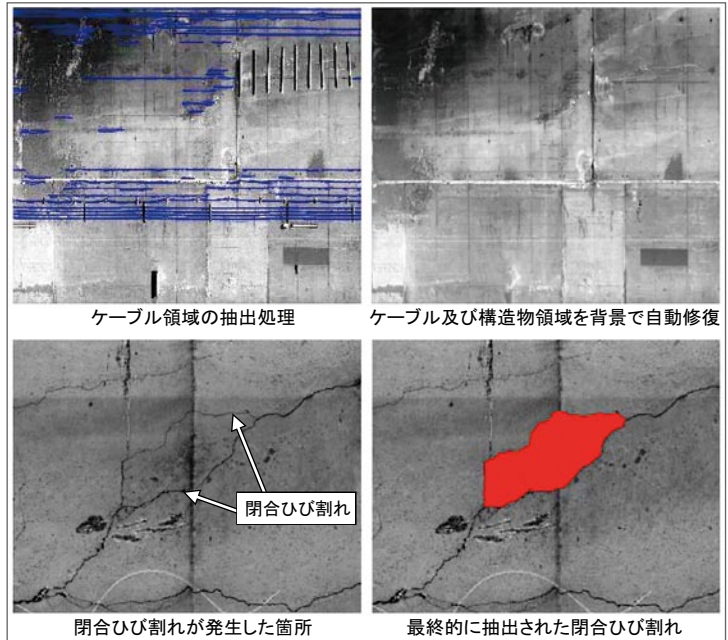 ケーブル領域の抽出処理
ケーブル及び構造物領域を背景で自動修復
閉合ひび割れ
閉合ひび割れが発生した箇所
最終的に抽出された閉合ひび割れ